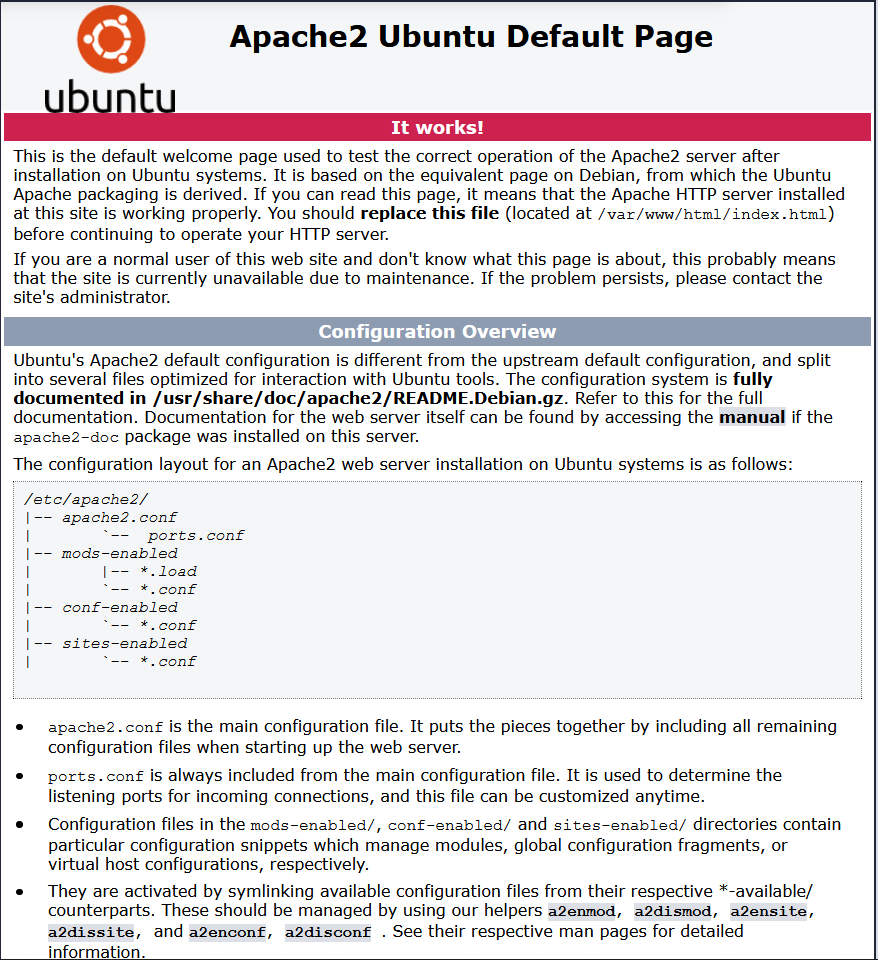 ubuntu
Apache2 Ubuntu Default Page
It works!
This is the default welcome page used to test the correct operation of the Apache2 server after
installation on Ubuntu systems. It is based on the equivalent page on Debian, from which the Ubuntu
Apache packaging is derived. If you can read this page, it means that the Apache HTTP server installed
at this site is working properly. You should replace this file (located at /var/www/html/index.html)
before continuing to operate your HTTP server.
If you are a normal user of this web site and don't know what this page is about, this probably means
that the site is currently unavailable due to maintenance. If the problem persists, please contact the
site's administrator.
Configuration Overview
Ubuntu's Apache2 default configuration is different from the upstream default configuration, and split
into several files optimized for interaction with Ubuntu tools. The configuration system is fully
documented in /usr/share/doc/apache2/README.Debian.gz. Refer to this for the full
documentation. Documentation for the web server itself can be found by accessing the manual if the
apache2-doc package was installed on this server.
The configuration layout for an Apache2 web server installation on Ubuntu systems is as follows:
/etc/apache2/
|-- apache2.conf
|       `--  ports.conf
|-- mods-enabled
|       |-- *.load
|       `-- *.conf
|-- conf-enabled
|       `-- *.conf
|-- sites-enabled
|       `-- *.conf
• apache2.conf is the main configuration file. It puts the pieces together by including all remaining
configuration files when starting up the web server.
• ports.conf is always included from the main configuration file. It is used to determine the
listening ports for incoming connections, and this file can be customized anytime.
• Configuration files in the mods-enabled/, conf-enabled/ and sites-enabled/ directories contain
particular configuration snippets which manage modules, global configuration fragments, or
virtual host configurations, respectively.
• They are activated by symlinking available configuration files from their respective *-available/
counterparts. These should be managed by using our helpers a2enmod, a2dismod, a2ensite,
a2dissite, and a2enconf, a2disconf . See their respective man pages for detailed
information.